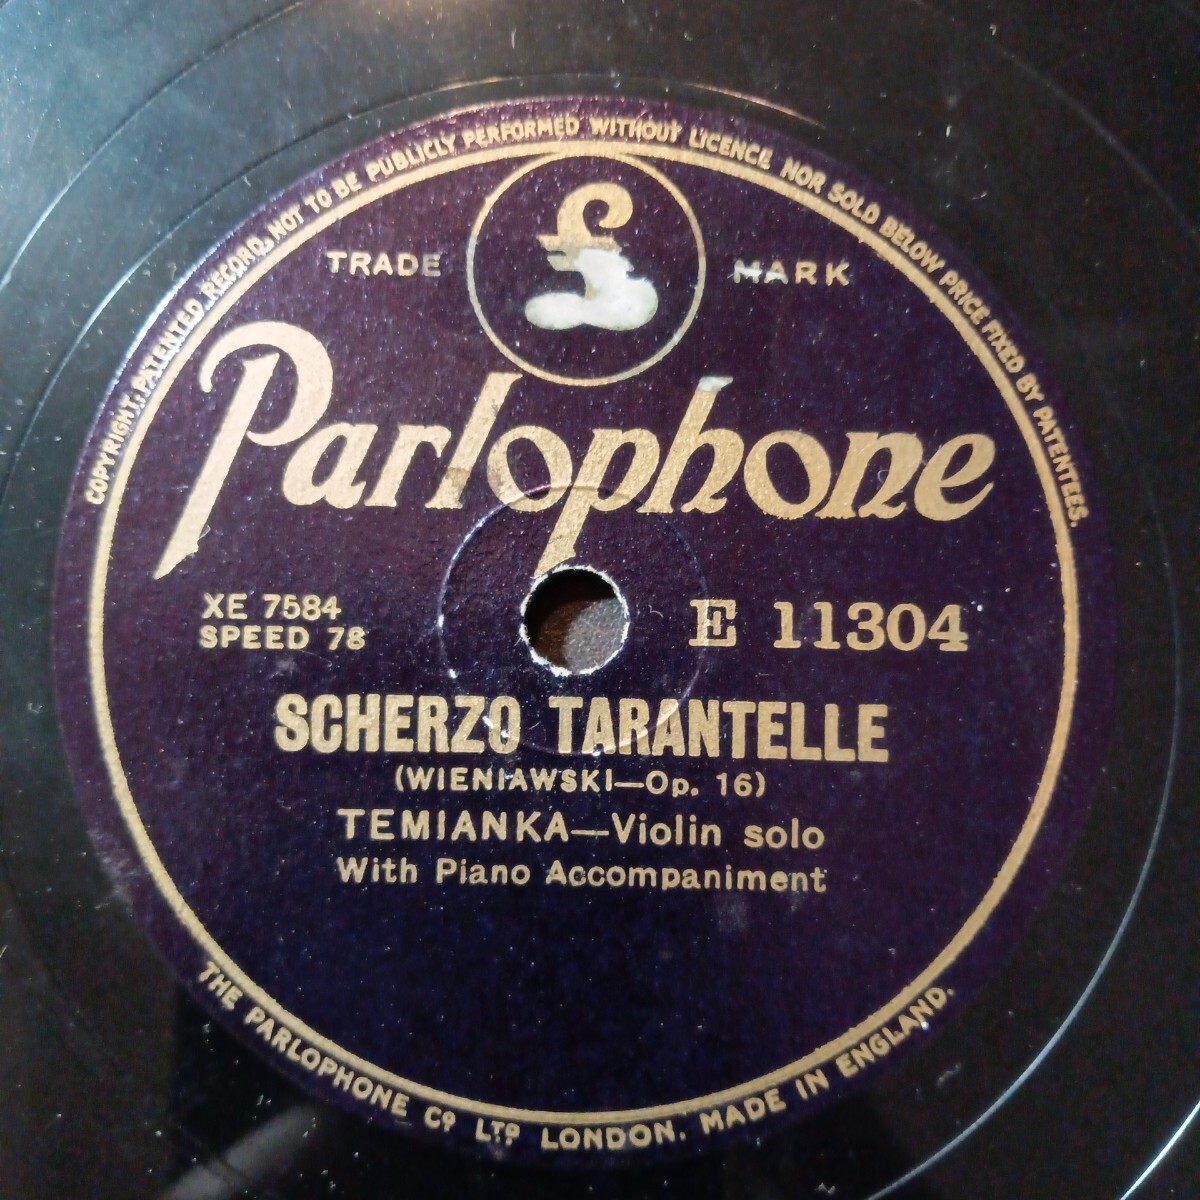 COPYRIGHT. PATENTED RECORD. NOT TO BE PUBLICLY PERFORMED WITHOUT LICENCE NOR SOLD BELOW PRICE FIXED BY PATENTEES.
£
TRADE MARK
Parlophone
XE 7584
SPEED 78
E 11304
SCHERZO TARANTELLE
(WIENIAWSKI—Op. 16)
TEMIANKA—Violin solo
With Piano Accompaniment
THE PARLOPHONE Co LTD LONDON. MADE IN ENGLAND.